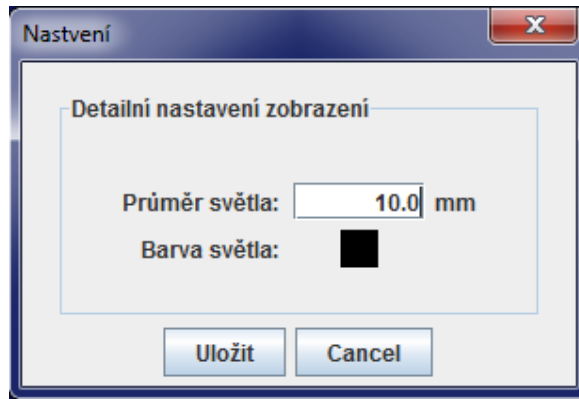 Nastvení
Detailní nastavení zobrazení
Průměr světla: 10.0 mm
Barva světla:
Uložit Cancel